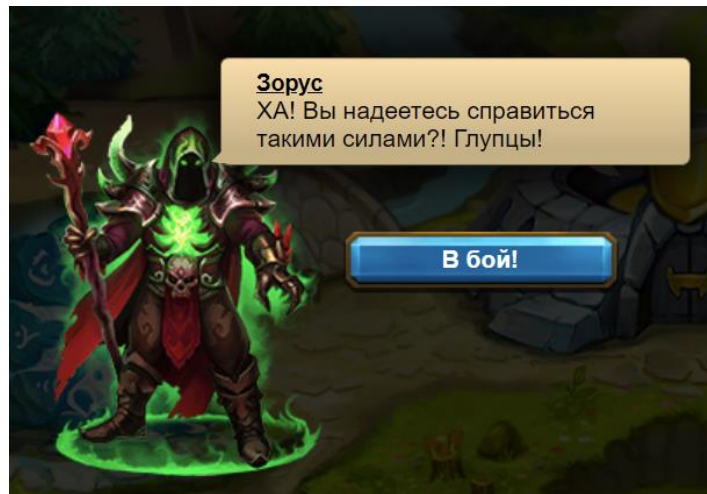 Зорус
ХА! Вы надеетесь справиться
такими силами?! Глупцы!
В бой!